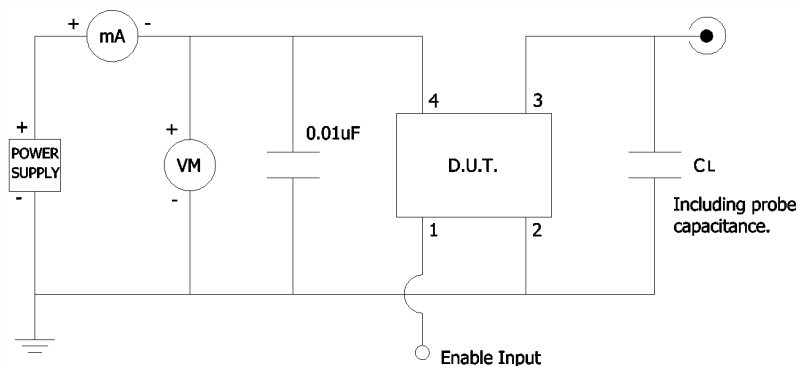 + mA -
4 3
+ POWER SUPPLY -
+ VM -
0.01uF
D.U.T.
CL
Including probe
capacitance.
1 2
Enable Input